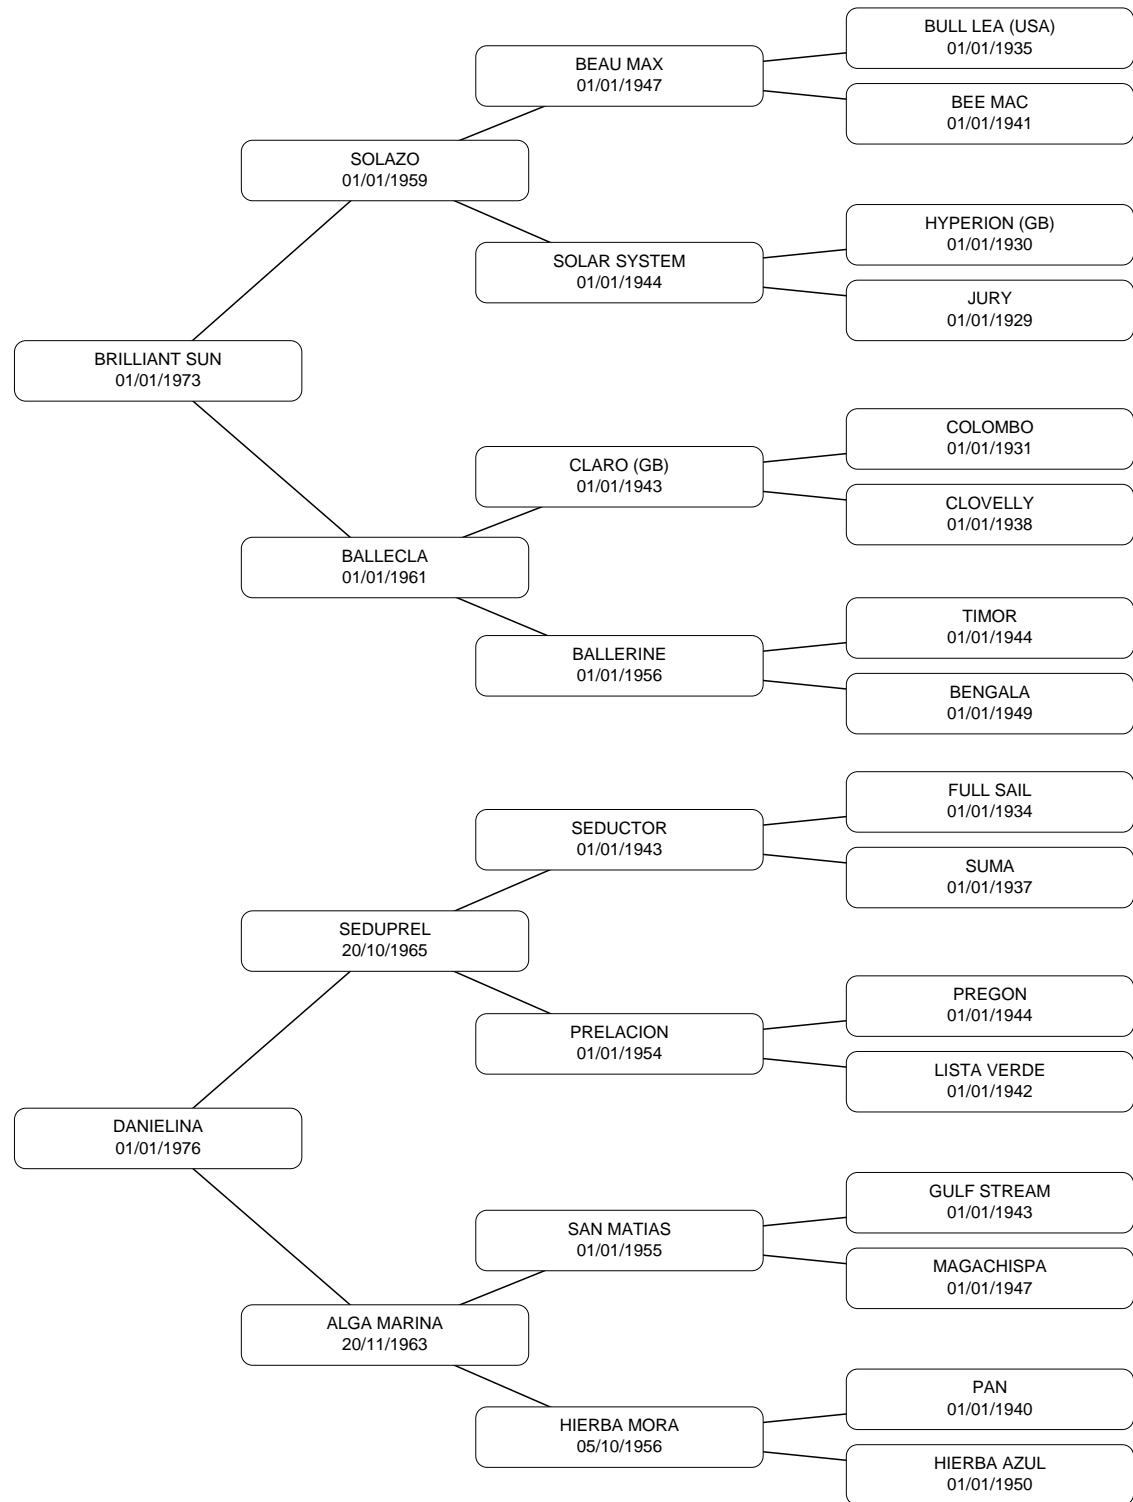 BULL LEA (USA)
01/01/1935
BEAU MAX
01/01/1947
BEE MAC
01/01/1941
SOLAZO
01/01/1959
HYPERION (GB)
01/01/1930
SOLAR SYSTEM
01/01/1944
JURY
01/01/1929
BRILLIANT SUN
01/01/1973
COLOMBO
01/01/1931
CLARO (GB)
01/01/1943
CLOVELLY
01/01/1938
BALLECLA
01/01/1961
TIMOR
01/01/1944
BALLERINE
01/01/1956
BENGALA
01/01/1949
FULL SAIL
01/01/1934
SEDUCTOR
01/01/1943
SUMA
01/01/1937
SEDUPREL
20/10/1965
PREGON
01/01/1944
PRELACION
01/01/1954
LISTA VERDE
01/01/1942
DANIELINA
01/01/1976
GULF STREAM
01/01/1943
SAN MATIAS
01/01/1955
MAGACHISPA
01/01/1947
ALGA MARINA
20/11/1963
PAN
01/01/1940
HIERBA MORA
05/10/1956
HIERBA AZUL
01/01/1950